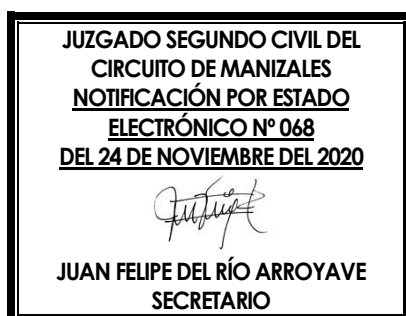 JUZGADO SEGUNDO CIVIL DEL
CIRCUITO DE MANIZALES
NOTIFICACIÓN POR ESTADO
ELECTRÓNICO Nº 068
DEL 24 DE NOVIEMBRE DEL 2020
JUAN FELIPE DEL RÍO ARROYAVE
SECRETARIO